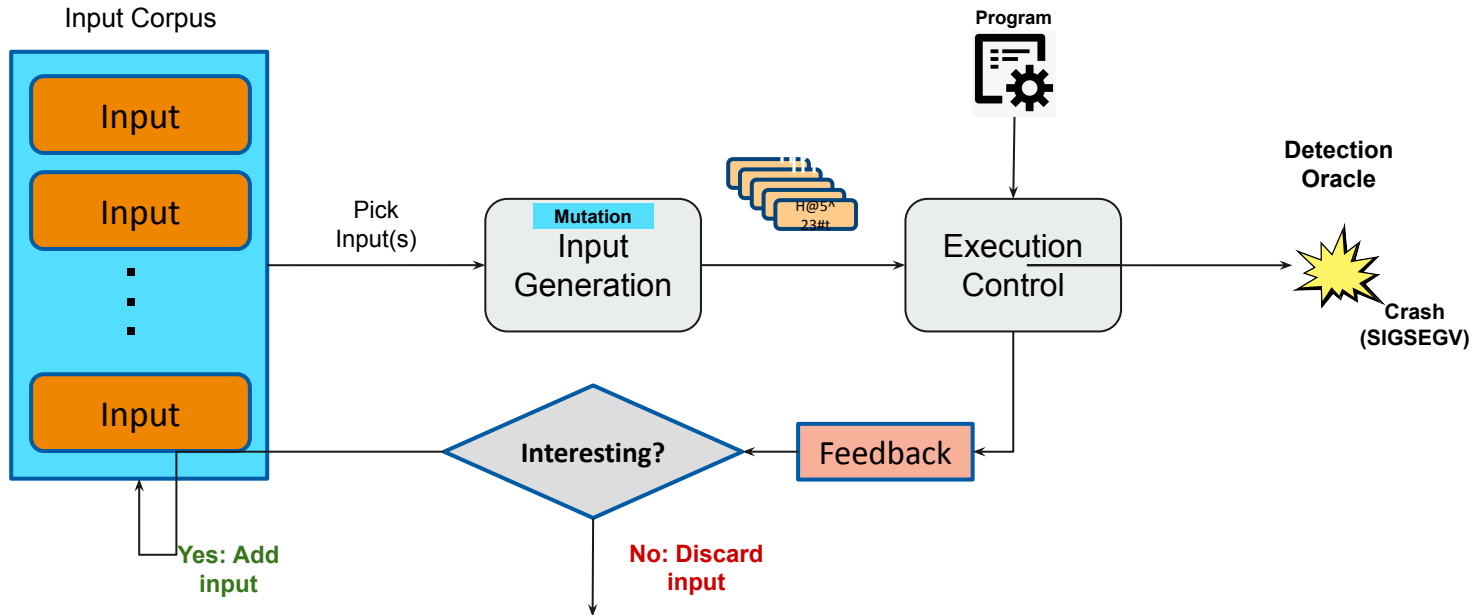 Input Corpus
Input
Input
Input
Pick
Input(s)
Mutation
Input
Generation
H@5^
23#t
Program
Execution
Control
Detection
Oracle
Crash
(SIGSEGV)
Feedback
Interesting?
Yes: Add
input
No: Discard
input